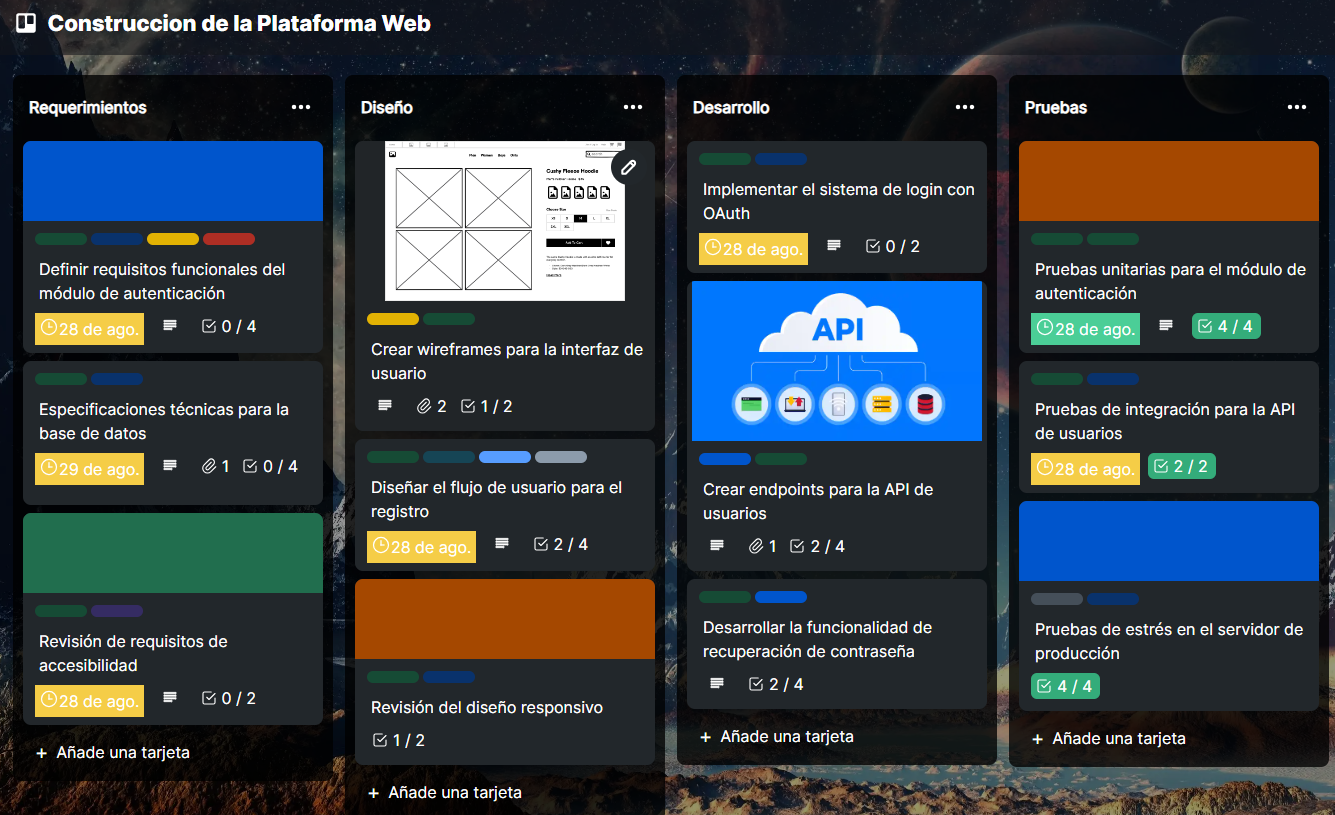 Construccion de la Plataforma Web
Requerimientos
Definir requisitos funcionales del
módulo de autenticación
28 de ago.
0 / 4
Especificaciones técnicas para la
base de datos
29 de ago.
1
0 / 4
Revisión de requisitos de
accesibilidad
28 de ago.
0 / 2
+ Añade una tarjeta
Diseño
Cushy Fleece Hoodie
Crear wireframes para la interfaz de
usuario
2
1 / 2
Diseñar el flujo de usuario para el
registro
28 de ago.
2 / 4
Revisión del diseño responsivo
1 / 2
+ Añade una tarjeta
Desarrollo
Implementar el sistema de login con
OAuth
28 de ago.
0 / 2
API
Crear endpoints para la API de
usuarios
1
2 / 4
Desarrollar la funcionalidad de
recuperación de contraseña
2 / 4
+ Añade una tarjeta
Pruebas
Pruebas unitarias para el módulo de
autenticación
28 de ago.
4 / 4
Pruebas de integración para la API
de usuarios
28 de ago.
2 / 2
Pruebas de estrés en el servidor de
producción
4 / 4
+ Añade una tarjeta